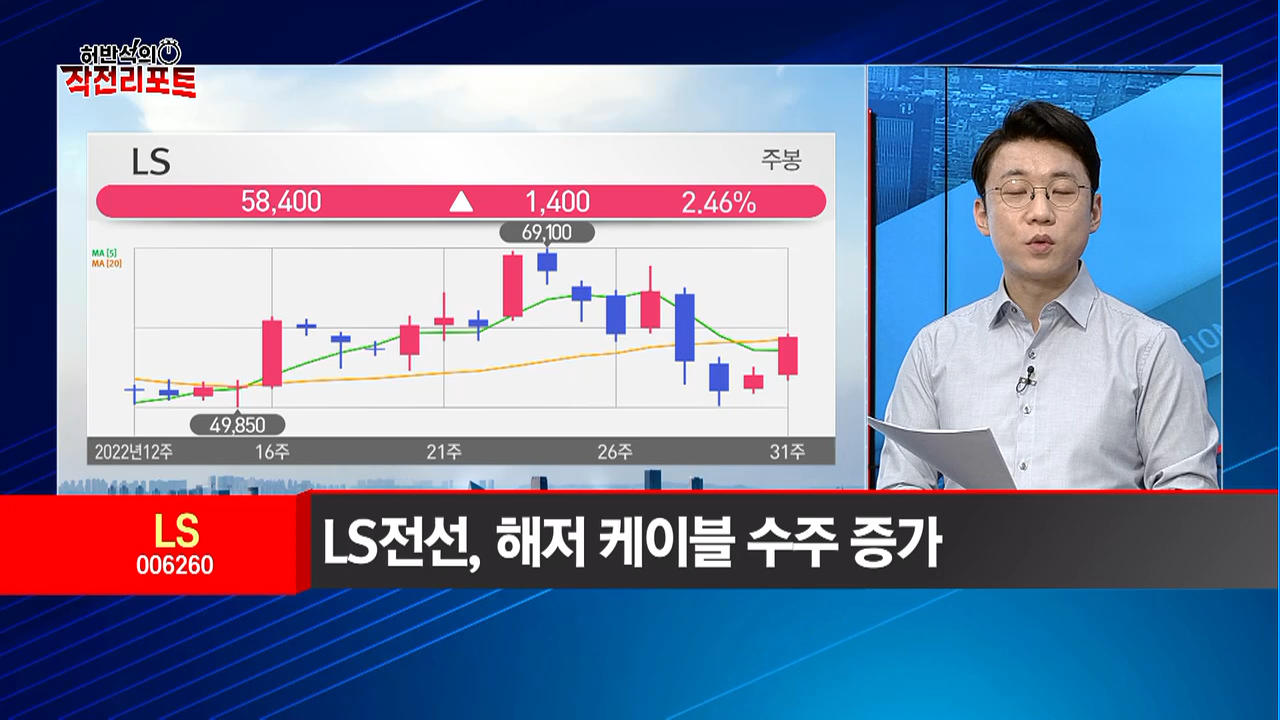 허반석의
작전리포트
LS
주봉
58,400 ▲ 1,400 2.46%
69,100
MA [5]
MA [20]
49,850
2022년12주 16주 21주 26주 31주
TION
LS
006260
LS전선, 해저 케이블 수주 증가